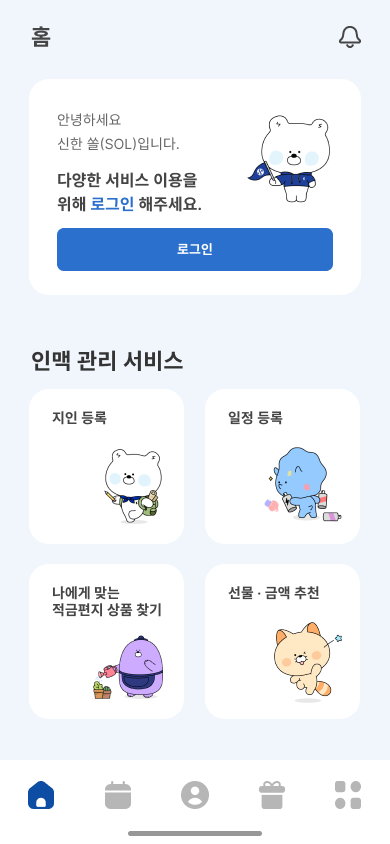 홈
안녕하세요
신한 쏠(SOL)입니다.
다양한 서비스 이용을
위해 로그인 해주세요.
로그인
인맥 관리 서비스
지인 등록
일정 등록
나에게 맞는
적금편지 상품 찾기
선물 · 금액 추천